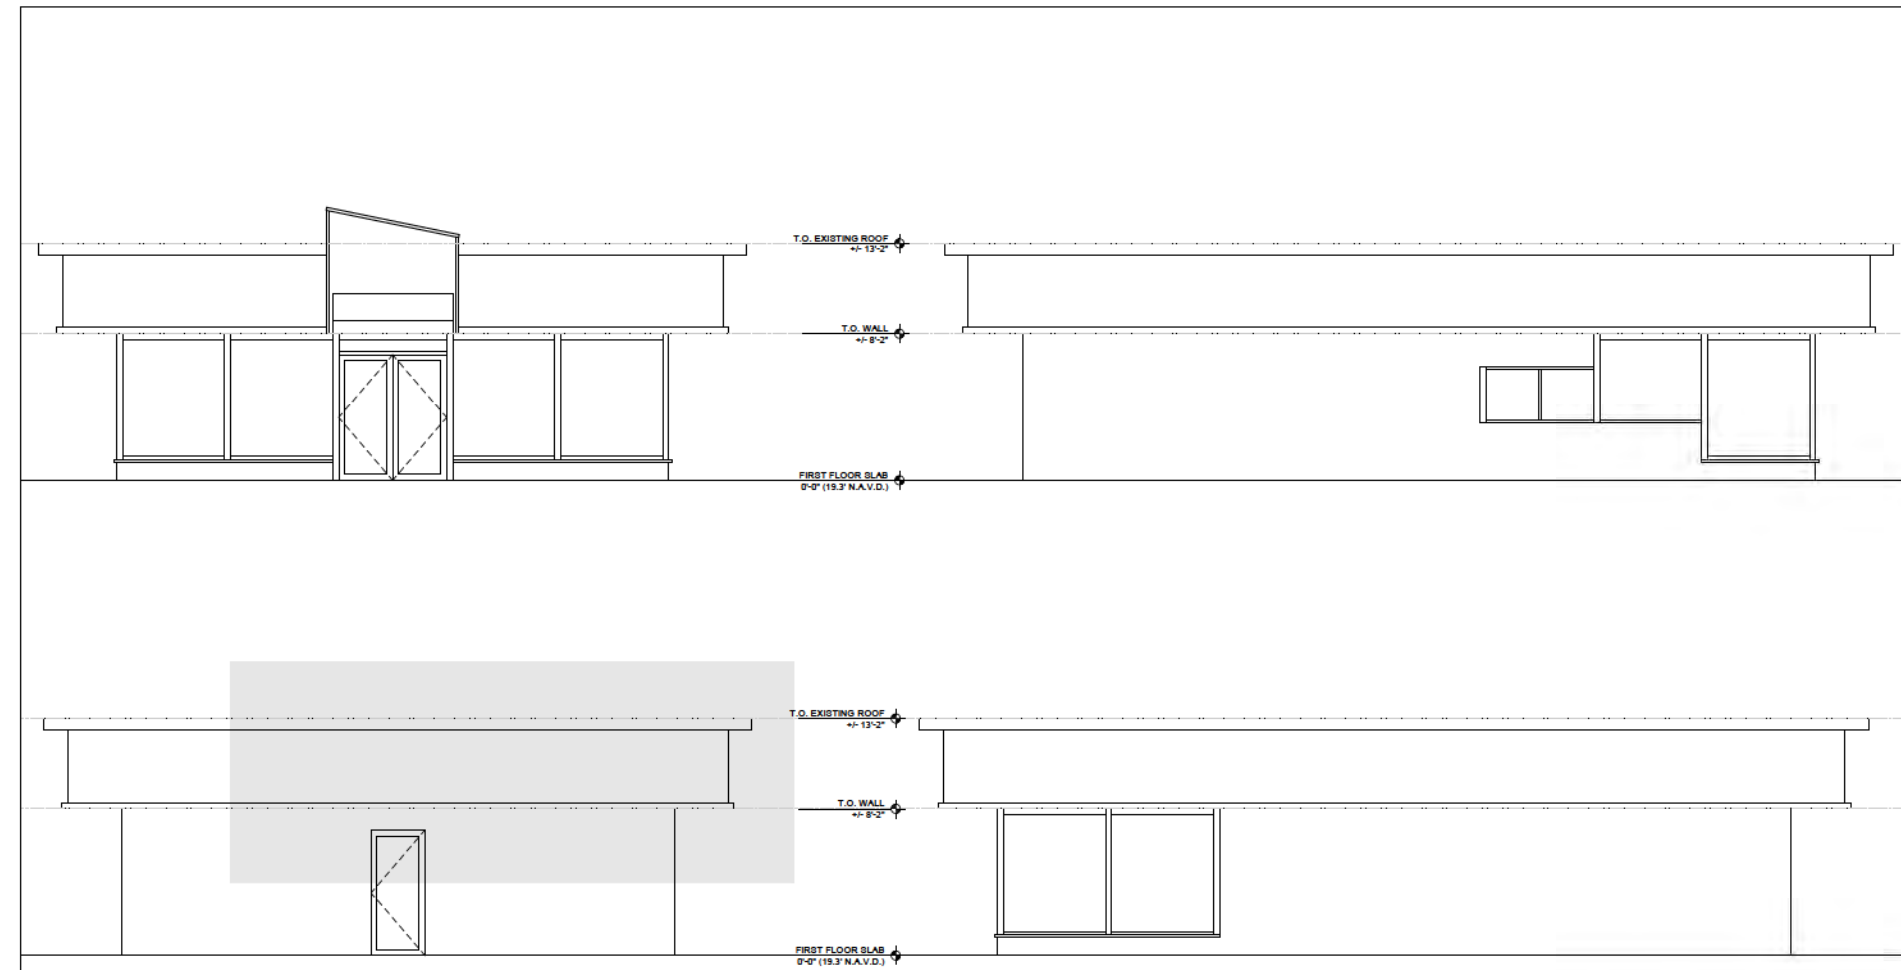 T.O. EXISTING ROOF
+/- 13'-2"
T.O. WALL
+/- 8'-2"
FIRST FLOOR SLAB
0'-0" (19.3' N.A.V.D.)
T.O. EXISTING ROOF
+/- 13'-2"
T.O. WALL
+/- 8'-2"
FIRST FLOOR SLAB
0'-0" (19.3' N.A.V.D.)